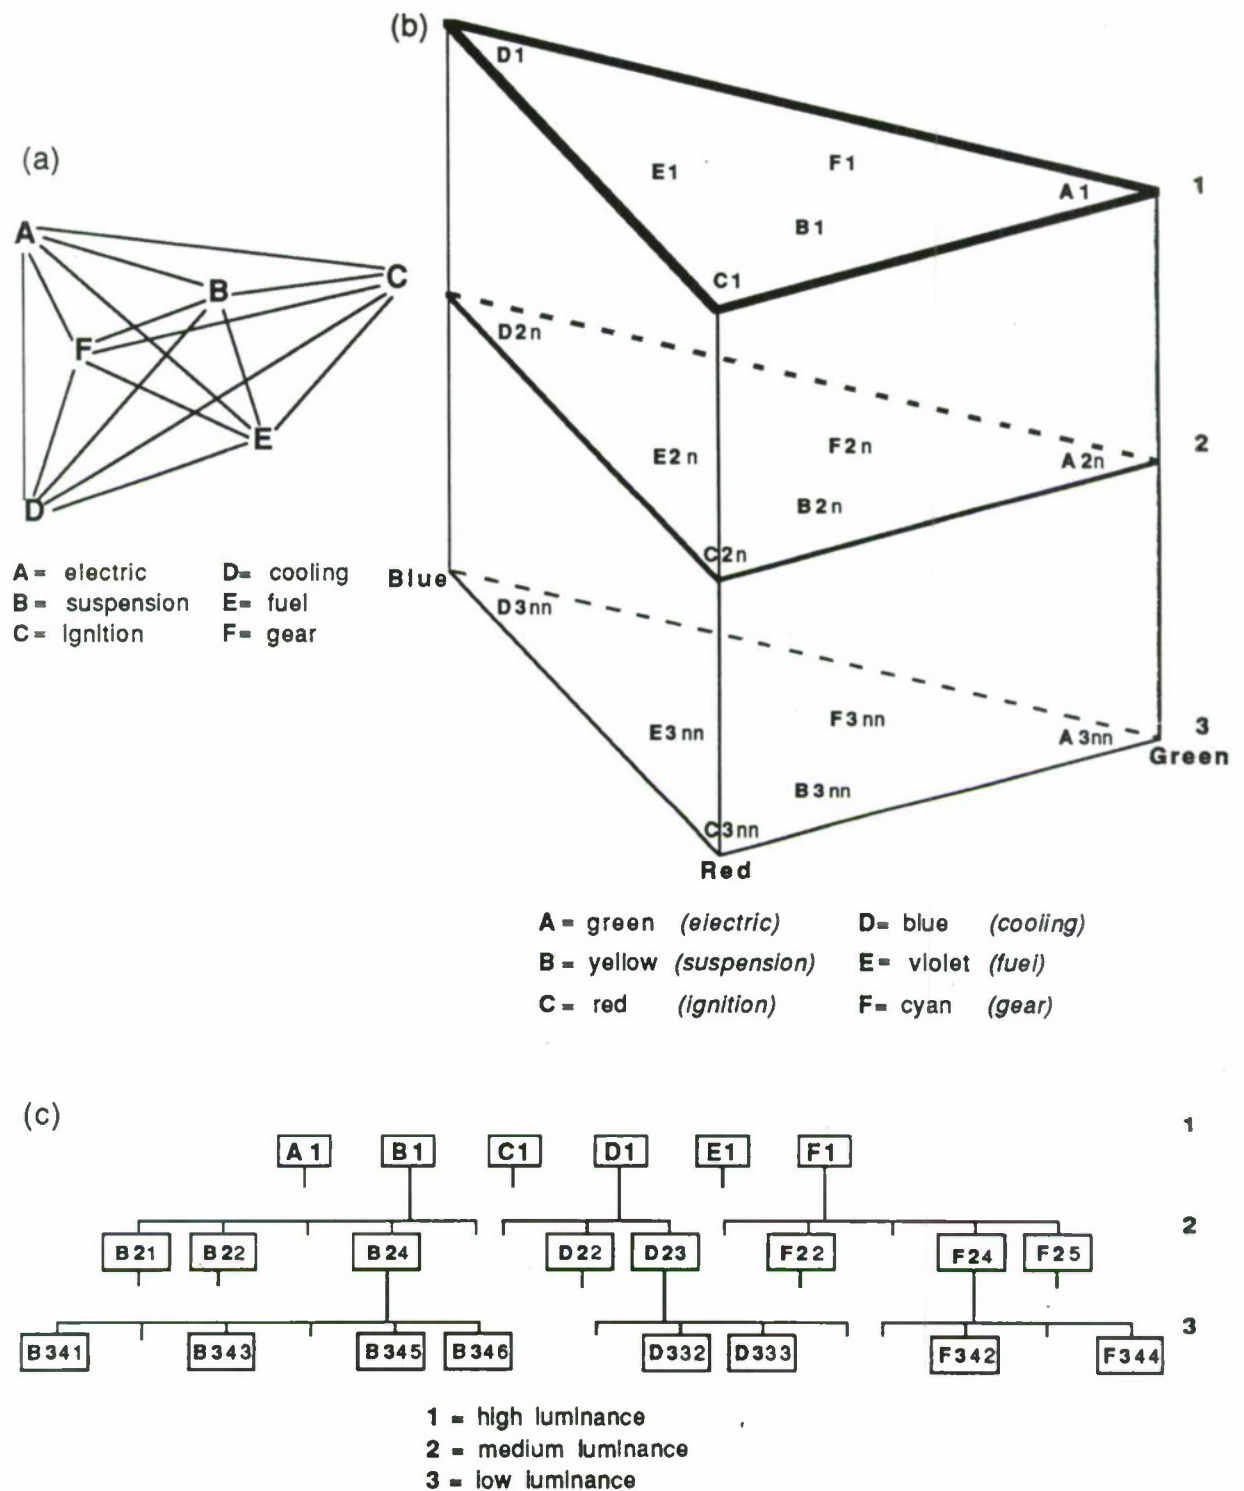 (a)
A
B
C
F
E
D
A = electric
B = suspension
C = ignition
D= cooling
E= fuel
F= gear
(b)
D1
E1
F1
A1
B1
C1
1
D2n
E2n
F2n
A2n
B2n
C2n
2
Blue
D3nn
E3nn
F3nn
A3nn
B3nn
C3nn
3
Green
Red
A = green (electric)
B = yellow (suspension)
C = red (ignition)
D= blue (cooling)
E= violet (fuel)
F= cyan (gear)
(c)
1
A1 B1 C1 D1 E1 F1
2
B21 B22 B24 D22 D23 F22 F24 F25
3
B341 B343 B345 B346 D332 D333 F342 F344
1 = high luminance
2 = medium luminance
3 = low luminance